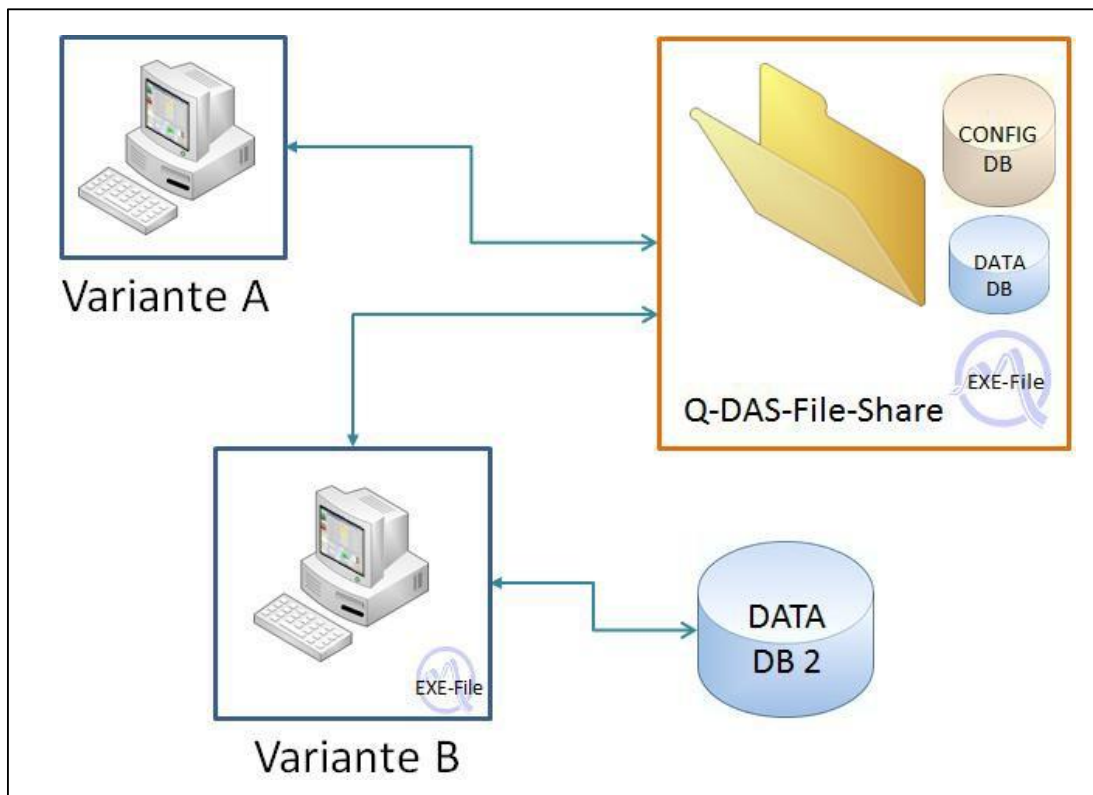 Variante A
CONFIG
DB
DATA
DB
EXE-File
Q-DAS-File-Share
EXE-File
Variante B
DATA
DB 2